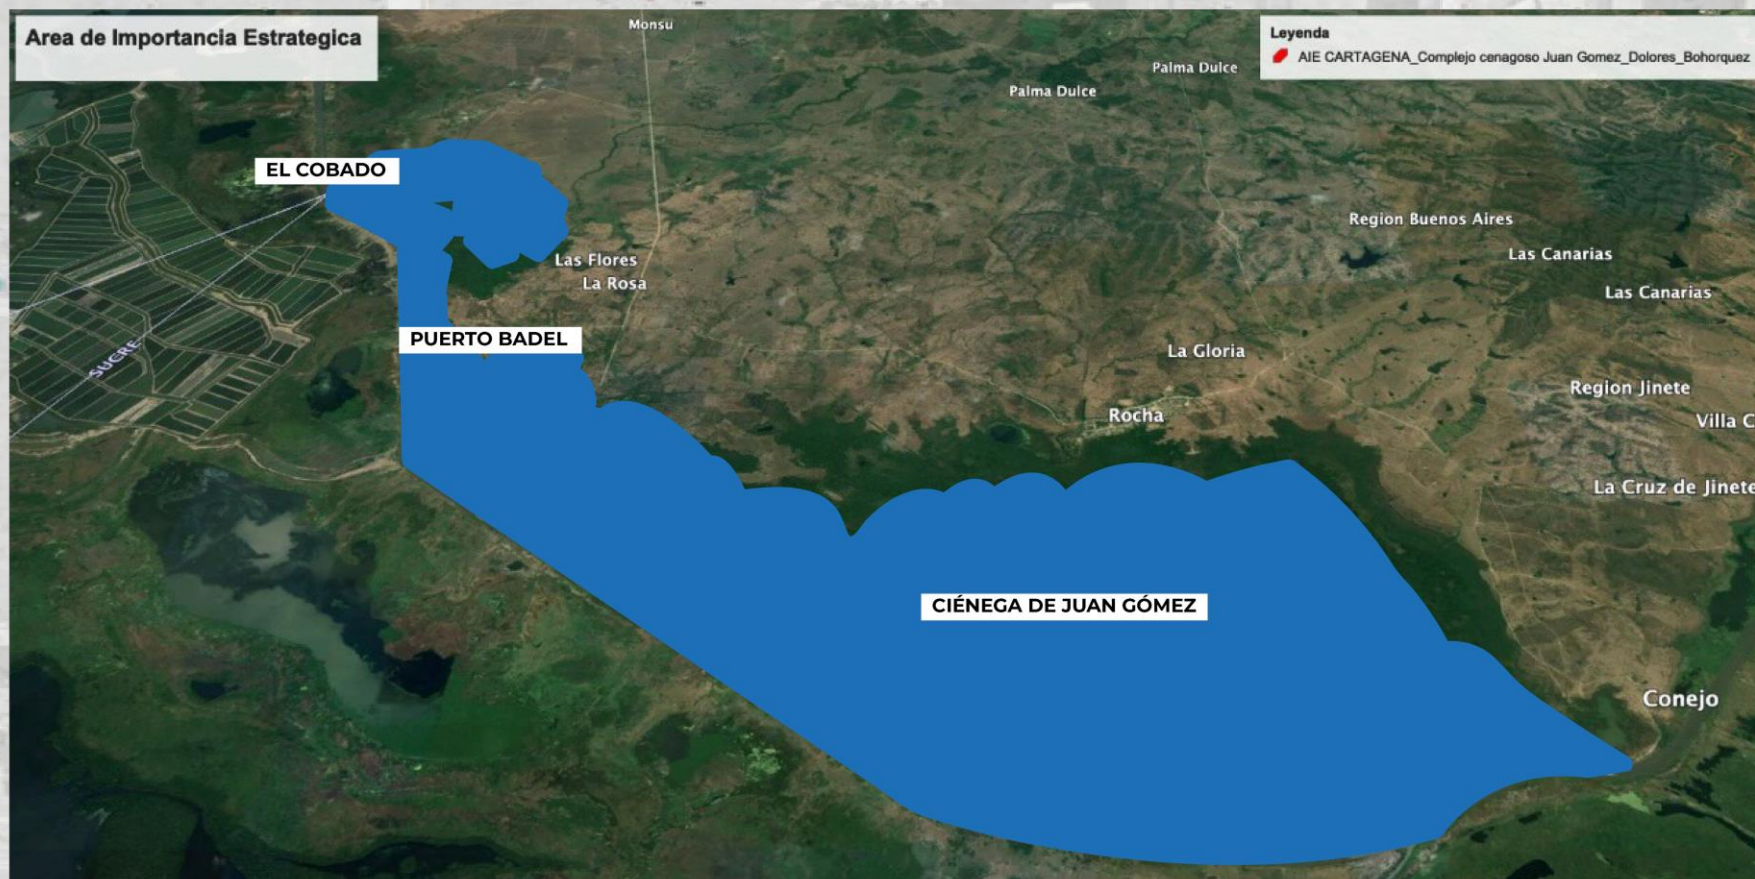 Area de Importancia Estrategica
Monsu
Leyenda
AIE CARTAGENA_Complejo cenagoso Juan Gomez_Dolores_Bohorquez
Palma Dulce
Palma Dulce
EL COBADO
Region Buenos Aires
Las Canarias
Las Flores
La Rosa
Las Canarias
PUERTO BADEL
SUCRE
La Gloria
Region Jinete
Rocha
Villa C
La Cruz de Jinete
CIÉNEGA DE JUAN GÓMEZ
Conejo